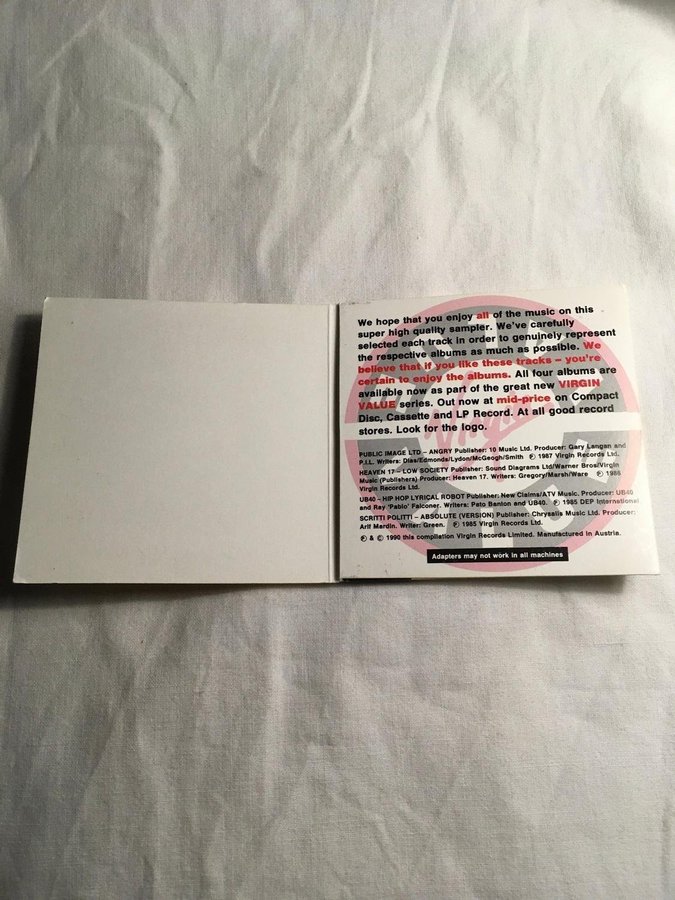 We hope that you enjoy all of the music on this
super high quality sampler. We've carefully
selected each track in order to genuinely represent
the respective albums as much as possible. We
believe that if you like these tracks – you're
certain to enjoy the albums. All four albums are
available now as part of the great new VIRGIN
VALUE series. Out now at mid-price on Compact
Disc, Cassette and LP Record. At all good record
stores. Look for the logo.
PUBLIC IMAGE LTD – ANGRY Publisher: 10 Music Ltd. Producer: Gary Langan and
P.I.L. Writers: Dias/Edmonds/Lydon/McGeogh/Smith ℗ 1987 Virgin Records Ltd.
HEAVEN 17 – LOW SOCIETY Publisher: Sound Diagrams Ltd/Warner Bros/Virgin
Music (Publishers) Producer: Heaven 17. Writers: Gregory/Marsh/Ware ℗ 1986
Virgin Records Ltd.
UB40 – HIP HOP LYRICAL ROBOT Publisher: New Claims/ATV Music. Producer: UB40
and Ray 'Pablo' Falconer. Writers: Pato Banton and UB40. ℗ 1985 DEP International
SCRITTI POLITTI – ABSOLUTE (VERSION) Publisher: Chrysalis Music Ltd. Producer:
Arif Mardin. Writer: Green. ℗ 1985 Virgin Records Ltd.
℗ & © 1990 this compilation Virgin Records Limited. Manufactured in Austria.
Adapters may not work in all machines
Virgin